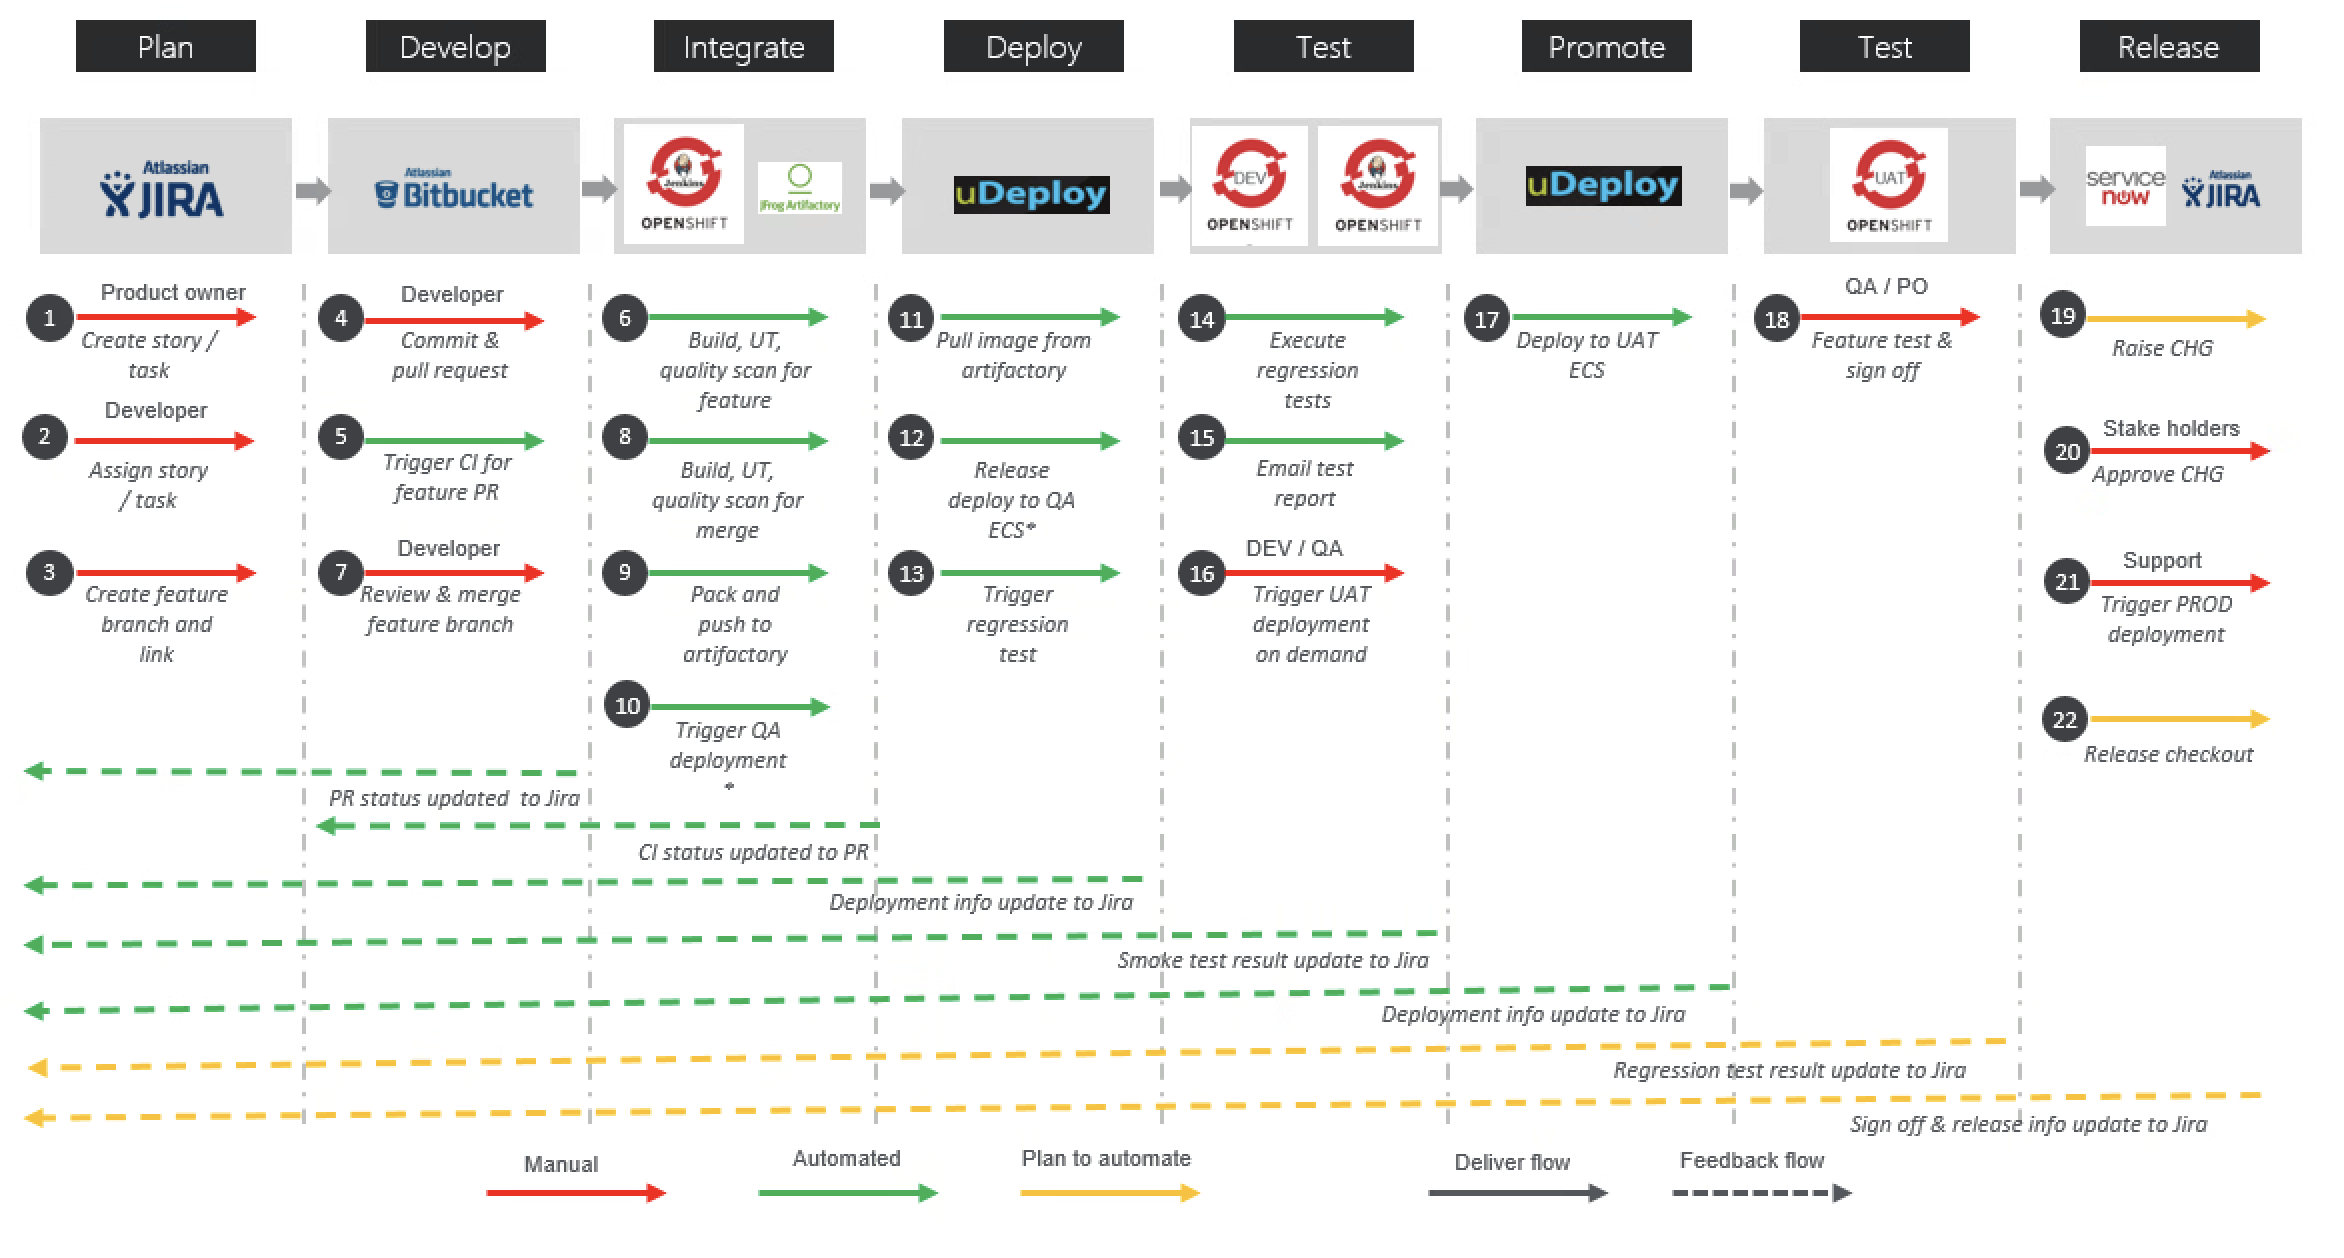 Plan
Develop
Integrate
Deploy
Test
Promote
Test
Release
Atlassian
JIRA
Atlassian
Bitbucket
Jenkins
OPENSHIFT
JFrog Artifactory
uDeploy
DEV
OPENSHIFT
Jenkins
OPENSHIFT
uDeploy
UAT
OPENSHIFT
service
now
Atlassian
JIRA
1
Product owner
Create story /
task
2
Developer
Assign story
/ task
3
Create feature
branch and
link
4
Developer
Commit &
pull request
5
Trigger CI for
feature PR
7
Developer
Review & merge
feature branch
6
Build, UT,
quality scan for
feature
8
Build, UT,
quality scan for
merge
9
Pack and
push to
artifactory
10
Trigger QA
deployment
*
11
Pull image from
artifactory
12
Release
deploy to QA
ECS*
13
Trigger
regression
test
14
Execute
regression
tests
15
Email test
report
16
DEV / QA
Trigger UAT
deployment
on demand
17
Deploy to UAT
ECS
18
QA / PO
Feature test &
sign off
19
Raise CHG
20
Stake holders
Approve CHG
21
Support
Trigger PROD
deployment
22
Release checkout
PR status updated to Jira
CI status updated to PR
Deployment info update to Jira
Smoke test result update to Jira
Deployment info update to Jira
Regression test result update to Jira
Sign off & release info update to Jira
Manual
Automated
Plan to automate
Deliver flow
Feedback flow